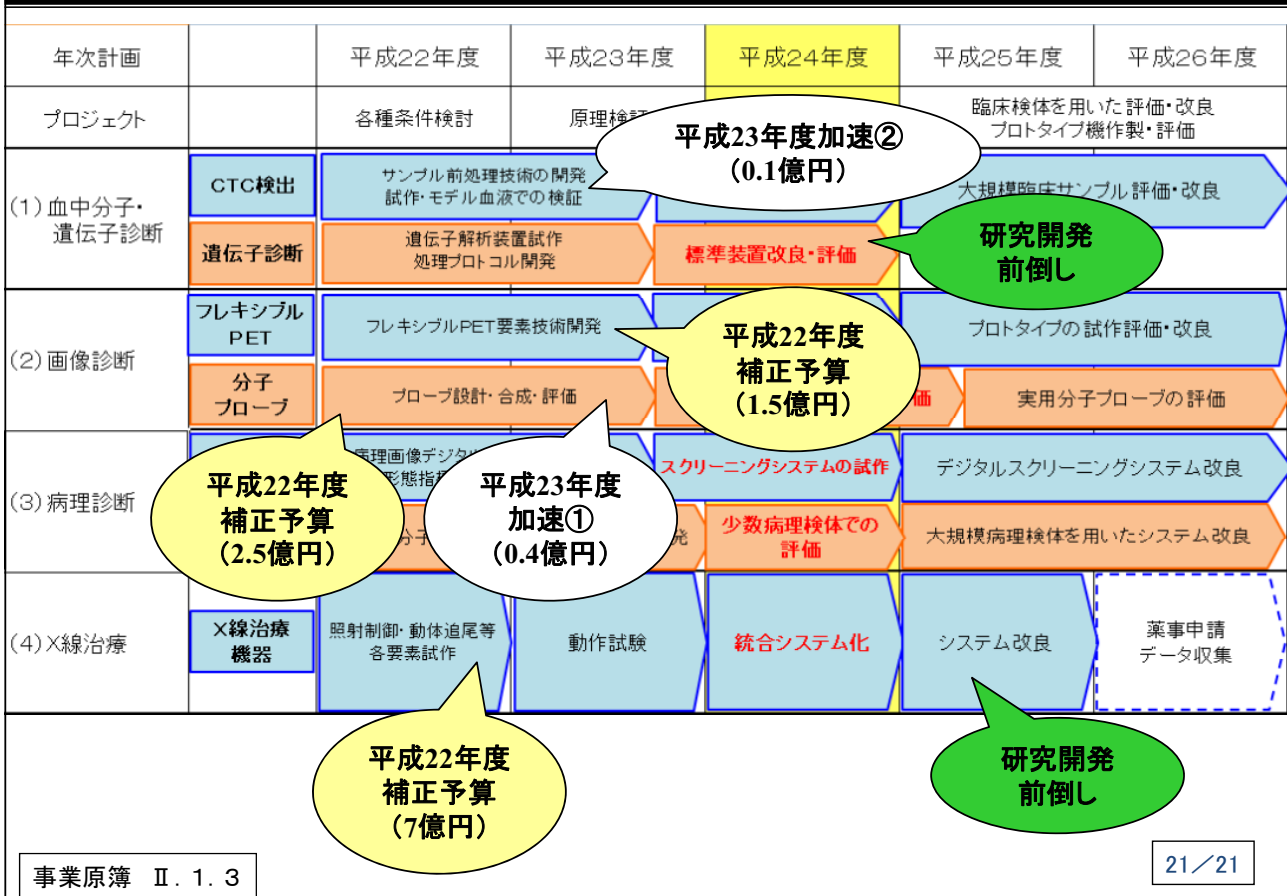 年次計画
平成22年度
平成23年度
平成24年度
平成25年度
平成26年度
プロジェクト
各種条件検討
原理検証
臨床検体を用いた評価・改良
プロトタイプ機作製・評価
平成23年度加速②
（0.1億円）
(1)血中分子・
遺伝子診断
CTC検出
サンプル前処理技術の開発
試作・モデル血液での検証
大規模臨床サンプル評価・改良
遺伝子診断
遺伝子解析装置試作
処理プロトコル開発
標準装置改良・評価
研究開発
前倒し
(2)画像診断
フレキシブル
PET
フレキシブルPET要素技術開発
プロトタイプの試作評価・改良
平成22年度
補正予算
（1.5億円）
分子
プローブ
プローブ設計・合成・評価
価
実用分子プローブの評価
(3)病理診断
病理画像デジタル
形態指
スクリーニングシステムの試作
デジタルスクリーニングシステム改良
平成22年度
補正予算
（2.5億円）
平成23年度
加速①
（0.4億円）
分子
発
少数病理検体での
評価
大規模病理検体を用いたシステム改良
(4)X線治療
X線治療
機器
照射制御・動体追尾等
各要素試作
動作試験
統合システム化
システム改良
薬事申請
データ収集
平成22年度
補正予算
（7億円）
研究開発
前倒し
事業原簿 Ⅱ.1.3
21／21